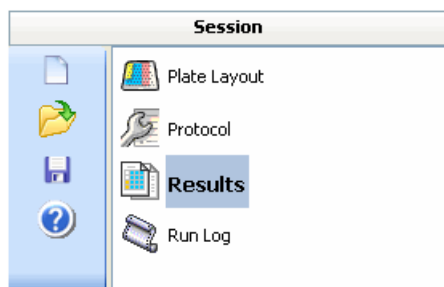 Session
Plate Layout
Protocol
Results
Run Log